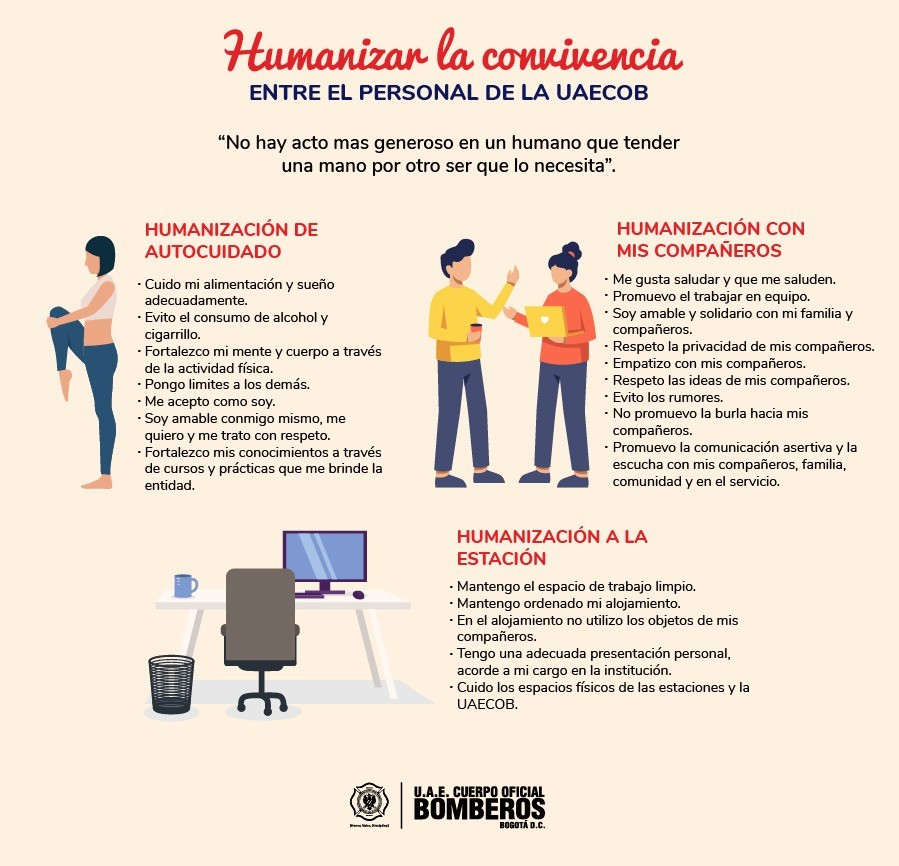 Humanizar la convivencia
ENTRE EL PERSONAL DE LA UAECOB
“No hay acto mas generoso en un humano que tender
una mano por otro ser que lo necesita”.
HUMANIZACIÓN DE
AUTOCUIDADO
· Cuido mi alimentación y sueño
adecuadamente.
· Evito el consumo de alcohol y
cigarrillo.
· Fortalezco mi mente y cuerpo a través
de la actividad física.
· Pongo limites a los demás.
· Me acepto como soy.
· Soy amable conmigo mismo, me
quiero y me trato con respeto.
· Fortalezco mis conocimientos a través
de cursos y prácticas que me brinde la
entidad.
HUMANIZACIÓN CON
MIS COMPAÑEROS
· Me gusta saludar y que me saluden.
· Promuevo el trabajar en equipo.
· Soy amable y solidario con mi familia y
compañeros.
· Respeto la privacidad de mis compañeros.
· Empatizo con mis compañeros.
· Respeto las ideas de mis compañeros.
· Evito los rumores.
· No promuevo la burla hacia mis
compañeros.
· Promuevo la comunicación asertiva y la
escucha con mis compañeros, familia,
comunidad y en el servicio.
HUMANIZACIÓN A LA
ESTACIÓN
· Mantengo el espacio de trabajo limpio.
· Mantengo ordenado mi alojamiento.
· En el alojamiento no utilizo los objetos de mis
compañeros.
· Tengo una adecuada presentación personal,
acorde a mi cargo en la institución.
· Cuido los espacios físicos de las estaciones y la
UAECOB.
U.A.E. CUERPO OFICIAL
BOMBEROS
BOGOTÁ D.C.